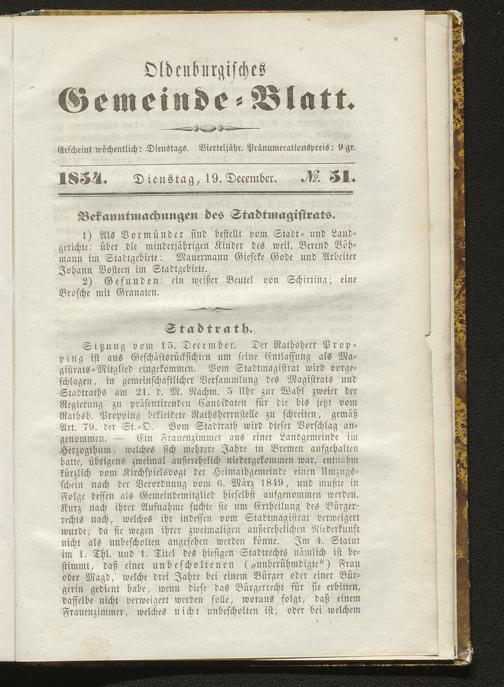 Oldenburgisches
Gemeinde-Blatt.
Erscheint wöchentlich: Dienstags. Vierteljähr. Pränumerationspreis: 9 gr.
1854. Dienstag, 19. December. № 51.
Bekanntmachungen des Stadtmagistrats.
1) Als Vormünder sind bestellt vom Stadt- und Land-
gerichte: über die minderjährigen Kinder des weil. Berend Böh-
mann im Stadtgebiete: Mauermann Gieseke Gode und Arbeiter
Johann Vosteen im Stadtgebiete.
2) Gefunden: ein weißer Beutel von Schirting; eine
Brosche mit Granaten.
Stadtrath.
Sitzung vom 15. December. Der Rathsherr Prop-
ping ist aus Geschäftsrücksichten um seine Entlassung als Ma-
gistrats-Mitglied eingekommen. Vom Stadtmagistrat wird vorge-
schlagen, in gemeinschaftlicher Versammlung des Magistrats und
Stadtraths am 21. d. M. Nachm. 5 Uhr zur Wahl zweier der
Regierung zu präsentirenden Candidaten für die bis jetzt vom
Rathsh. Propping bekleidete Rathsherrnstelle zu schreiten, gemäß
Art. 79. der St.-O. Vom Stadtrath wird dieser Vorschlag an-
genommen. — Ein Frauenzimmer aus einer Landgemeinde im
Herzogthum, welches sich mehrere Jahre in Bremen aufgehalten
hatte, übrigens zweimal außerehelich niedergekommen war, entnahm
kürzlich vom Kirchspielsvogt der Heimathgemeinde einen Umzugs-
schein nach der Verordnung vom 6. März 1849, und mußte in
Folge dessen als Gemeindemitglied hieselbst aufgenommen werden.
Kurz nach ihrer Aufnahme suchte sie um Ertheilung des Bürger-
rechts nach, welches ihr indessen vom Stadtmagistrat verweigert
wurde, da sie wegen ihrer zweimaligen außerehelichen Niederkunft
nicht als unbescholten angesehen werden könne. Im 4. Statut
im 1. Thl. und 1. Titel des hiesigen Stadtrechts nämlich ist be-
stimmt, daß einer unbescholtenen („unberühmdigte“) Frau
oder Magd, welche drei Jahre bei einem Bürger oder einer Bür-
gerin gedient habe, wenn diese das Bürgerrecht für sie erbitten,
dasselbe nicht verweigert werden solle, woraus folgt, daß einem
Frauenzimmer, welches nicht unbescholten ist, oder bei welchem